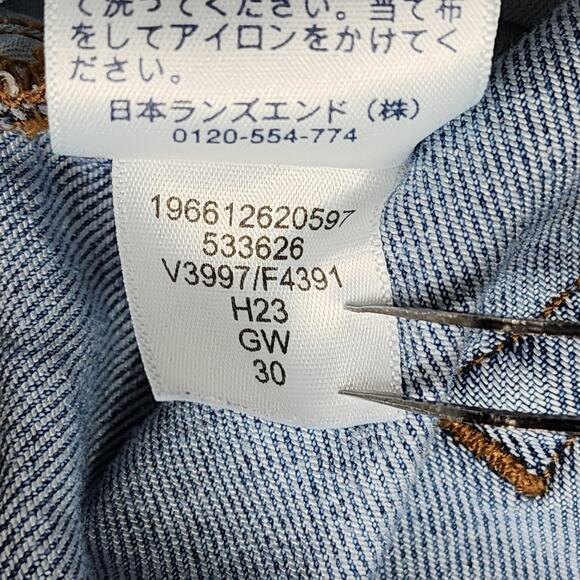 て洗ってください。当て布
をしてアイロンをかけてく
ださい。
日本ランズエンド（株）
0120-554-774
196612620597
533626
V3997/F4391
H23
GW
30